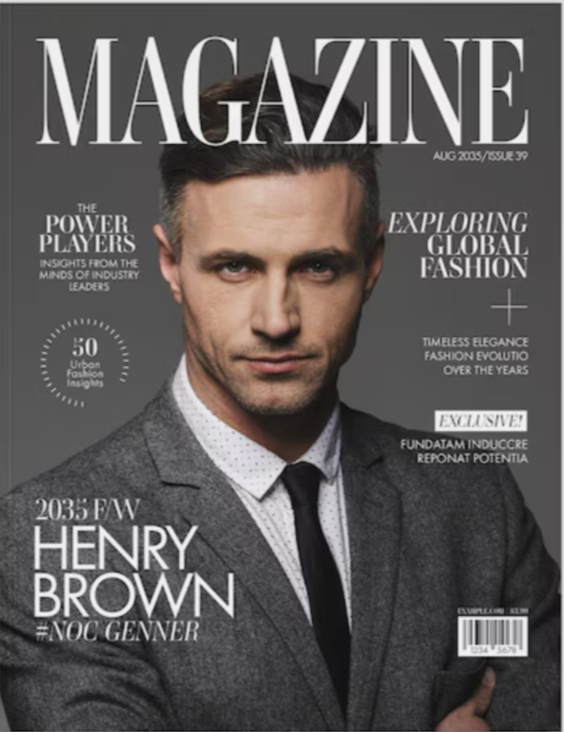 MAGAZINE
AUG 2035/ISSUE 39
THE
POWER
PLAYERS
INSIGHTS FROM THE
MINDS OF INDUSTRY
LEADERS
50
Urban
Fashion
Insights
EXPLORING
GLOBAL
FASHION
TIMELESS ELEGANCE
FASHION EVOLUTIO
OVER THE YEARS
EXCLUSIVE!
FUNDATAM INDUCCRE
REPONAT POTENTIA
2035 F/W
HENRY
BROWN
#NOC GENNER
EXAMPLE.COM $3.99
1234 5678